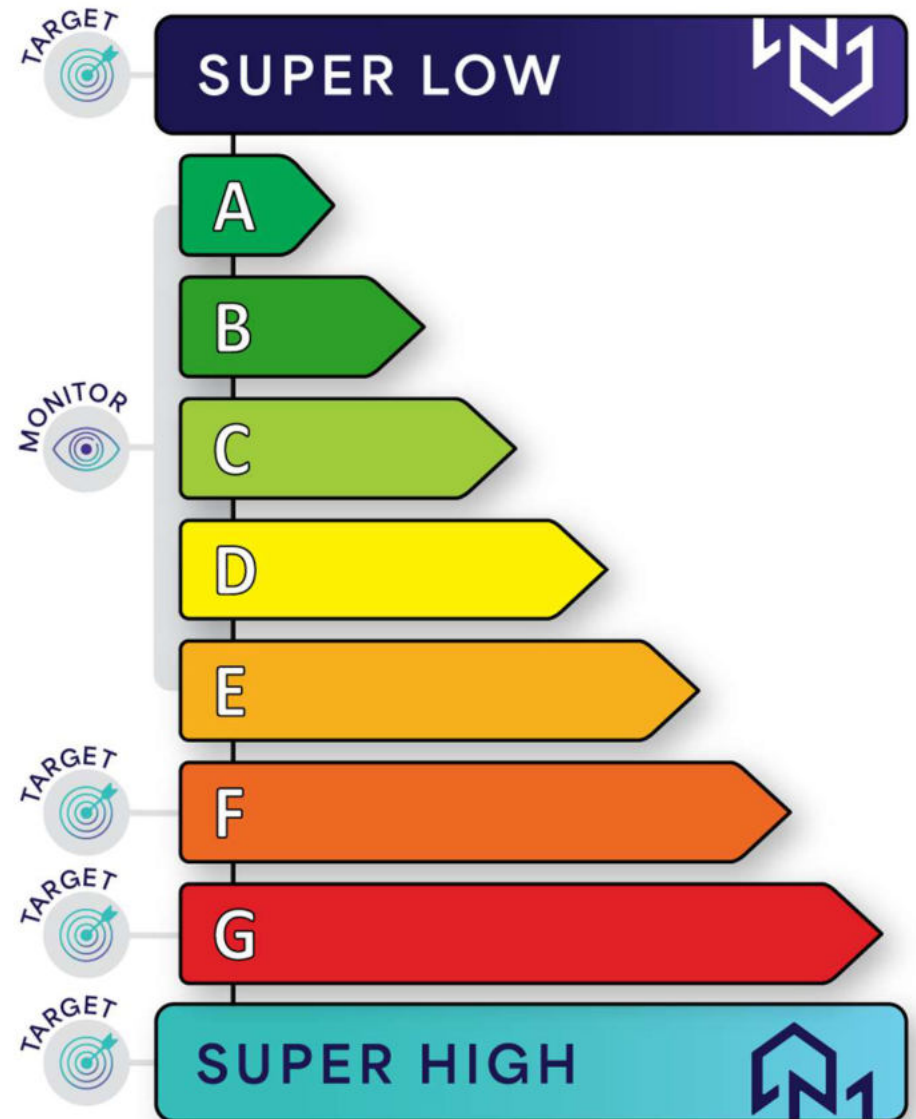 TARGET
SUPER LOW
A
B
MONITOR
C
D
E
TARGET
F
TARGET
G
TARGET
SUPER HIGH